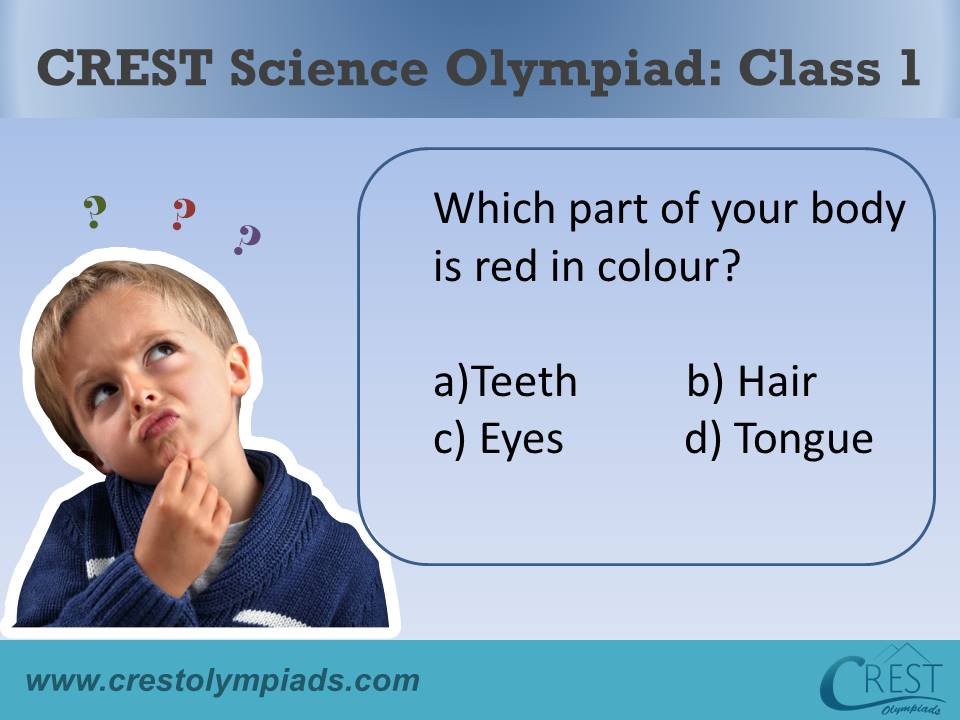 CREST Science Olympiad: Class 1
? ? ?
Which part of your body
is red in colour?
a)Teeth b) Hair
c) Eyes d) Tongue
www.crestolympiads.com
CREST
Olympiads